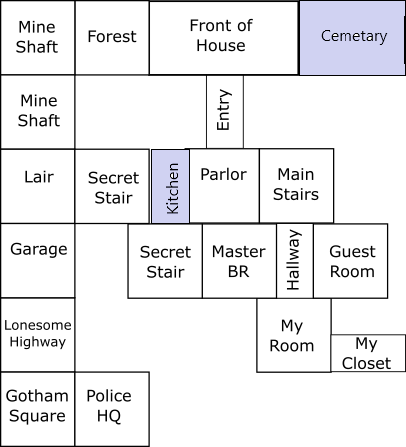 Mine
Shaft
Forest
Front of
House
Cemetary
Mine
Shaft
Entry
Lair
Secret
Stair
Kitchen
Parlor
Main
Stairs
Garage
Secret
Stair
Master
BR
Hallway
Guest
Room
Lonesome
Highway
My
Room
My
Closet
Gotham
Square
Police
HQ